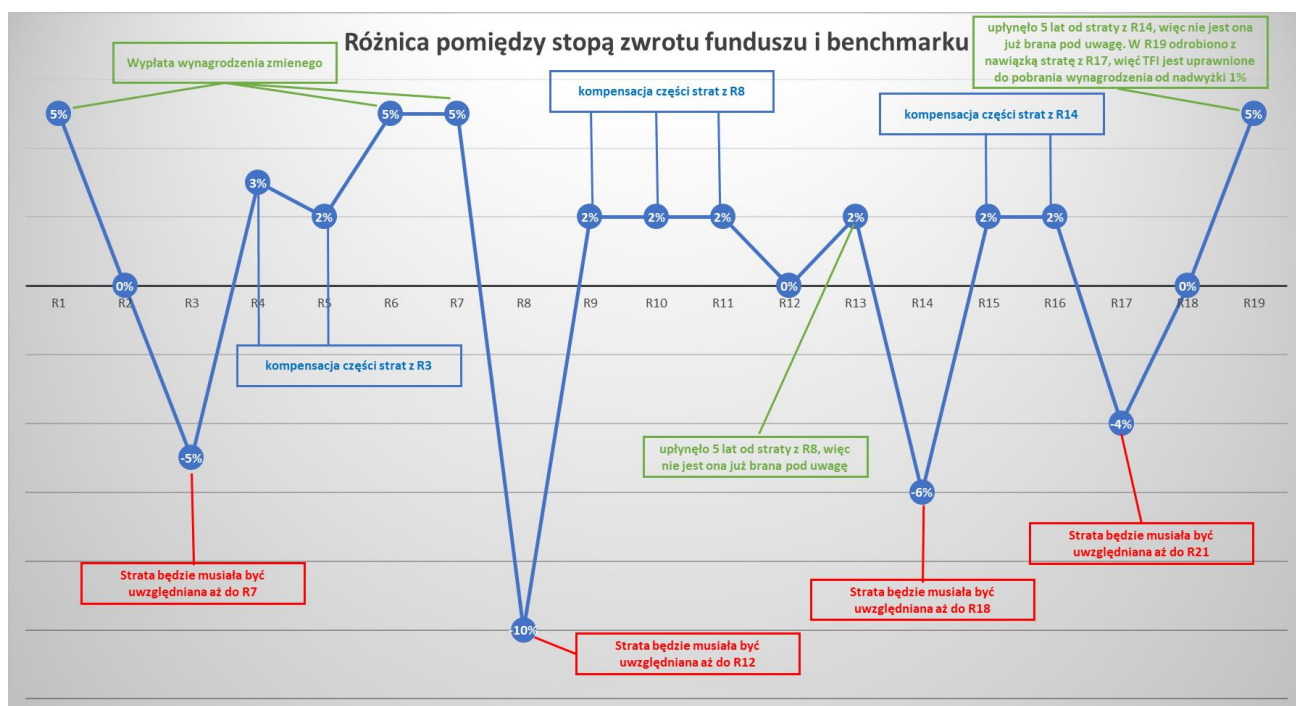 Różnica pomiędzy stopą zwrotu funduszu i benchmarku
upłynęło 5 lat od straty z R14, więc nie jest ona
już brana pod uwagę. W R19 odrobiono z
nawiązką stratę z R17, więć TFI jest uprawnione
do pobrania wynagrodzenia od nadwyżki 1%
Wypłata wynagrodzenia zmienego
kompensacja części strat z R8
kompensacja części strat z R14
5%
0%
-5%
3%
2%
5%
5%
-10%
2%
2%
2%
0%
2%
-6%
2%
2%
-4%
0%
5%
R1
R2
R3
R4
R5
R6
R7
R8
R9
R10
R11
R12
R13
R14
R15
R16
R17
R18
R19
kompensacja części strat z R3
upłynęło 5 lat od straty z R8, więc
nie jest ona już brana pod uwagę
Strata będzie musiała być
uwzględniana aż do R7
Strata będzie musiała być
uwzględniana aż do R12
Strata będzie musiała być
uwzględniana aż do R18
Strata będzie musiała być
uwzględniana aż do R21